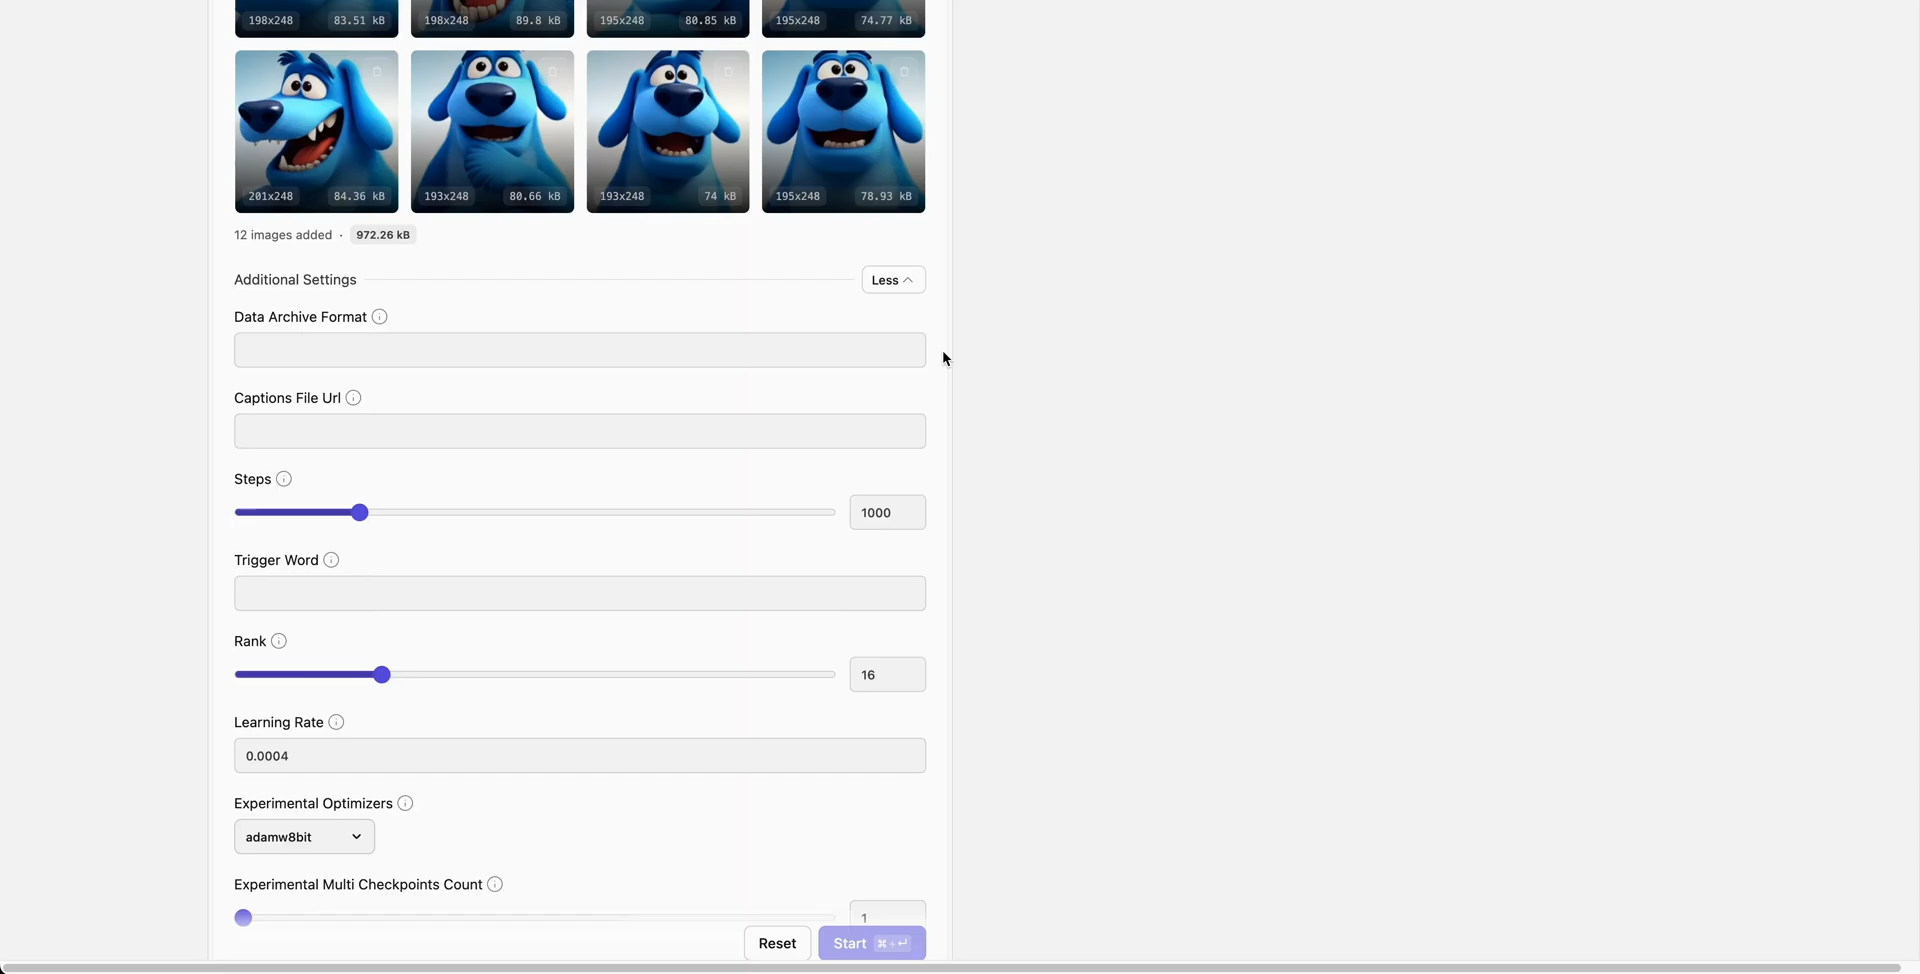 198x248 83.51 kB 198x248 89.8 kB 195x248 80.85 kB 195x248 74.77 kB
201x248 84.36 kB 193x248 80.66 kB 193x248 74 kB 195x248 78.93 kB
12 images added · 972.26 kB
Additional Settings Less
Data Archive Format
Captions File Url
Steps
1000
Trigger Word
Rank
16
Learning Rate
0.0004
Experimental Optimizers
adamw8bit
Experimental Multi Checkpoints Count
1
Reset Start ⌘+↵